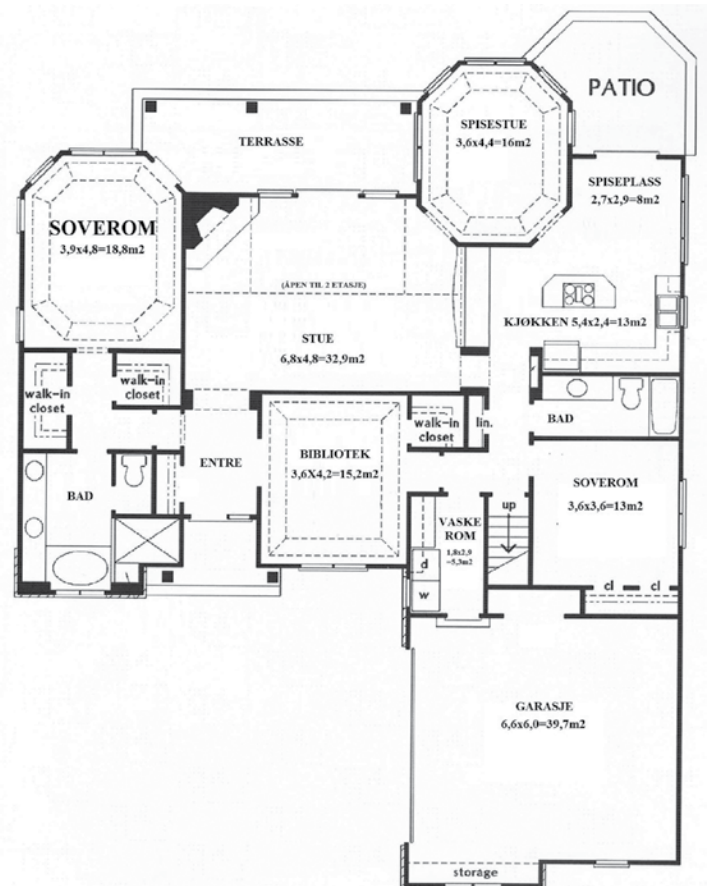 PATIO
SPISESTUE
3,6x4,4=16m2
TERRASSE
SPISEPLASS
2,7x2,9=8m2
SOVEROM
3,9x4,8=18,8m2
(ÅPEN TIL 2 ETASJE)
KJØKKEN 5,4x2,4=13m2
STUE
6,8x4,8=32,9m2
walk-in
closet
walk-in
closet
walk-in
closet
lin.
BAD
ENTRE
BIBLIOTEK
3,6X4,2=15,2m2
BAD
SOVEROM
3,6x3,6=13m2
up
VASKE
ROM
1,8x2,9
=5,3m2
d
w
cl
cl
GARASJE
6,6x6,0=39,7m2
storage